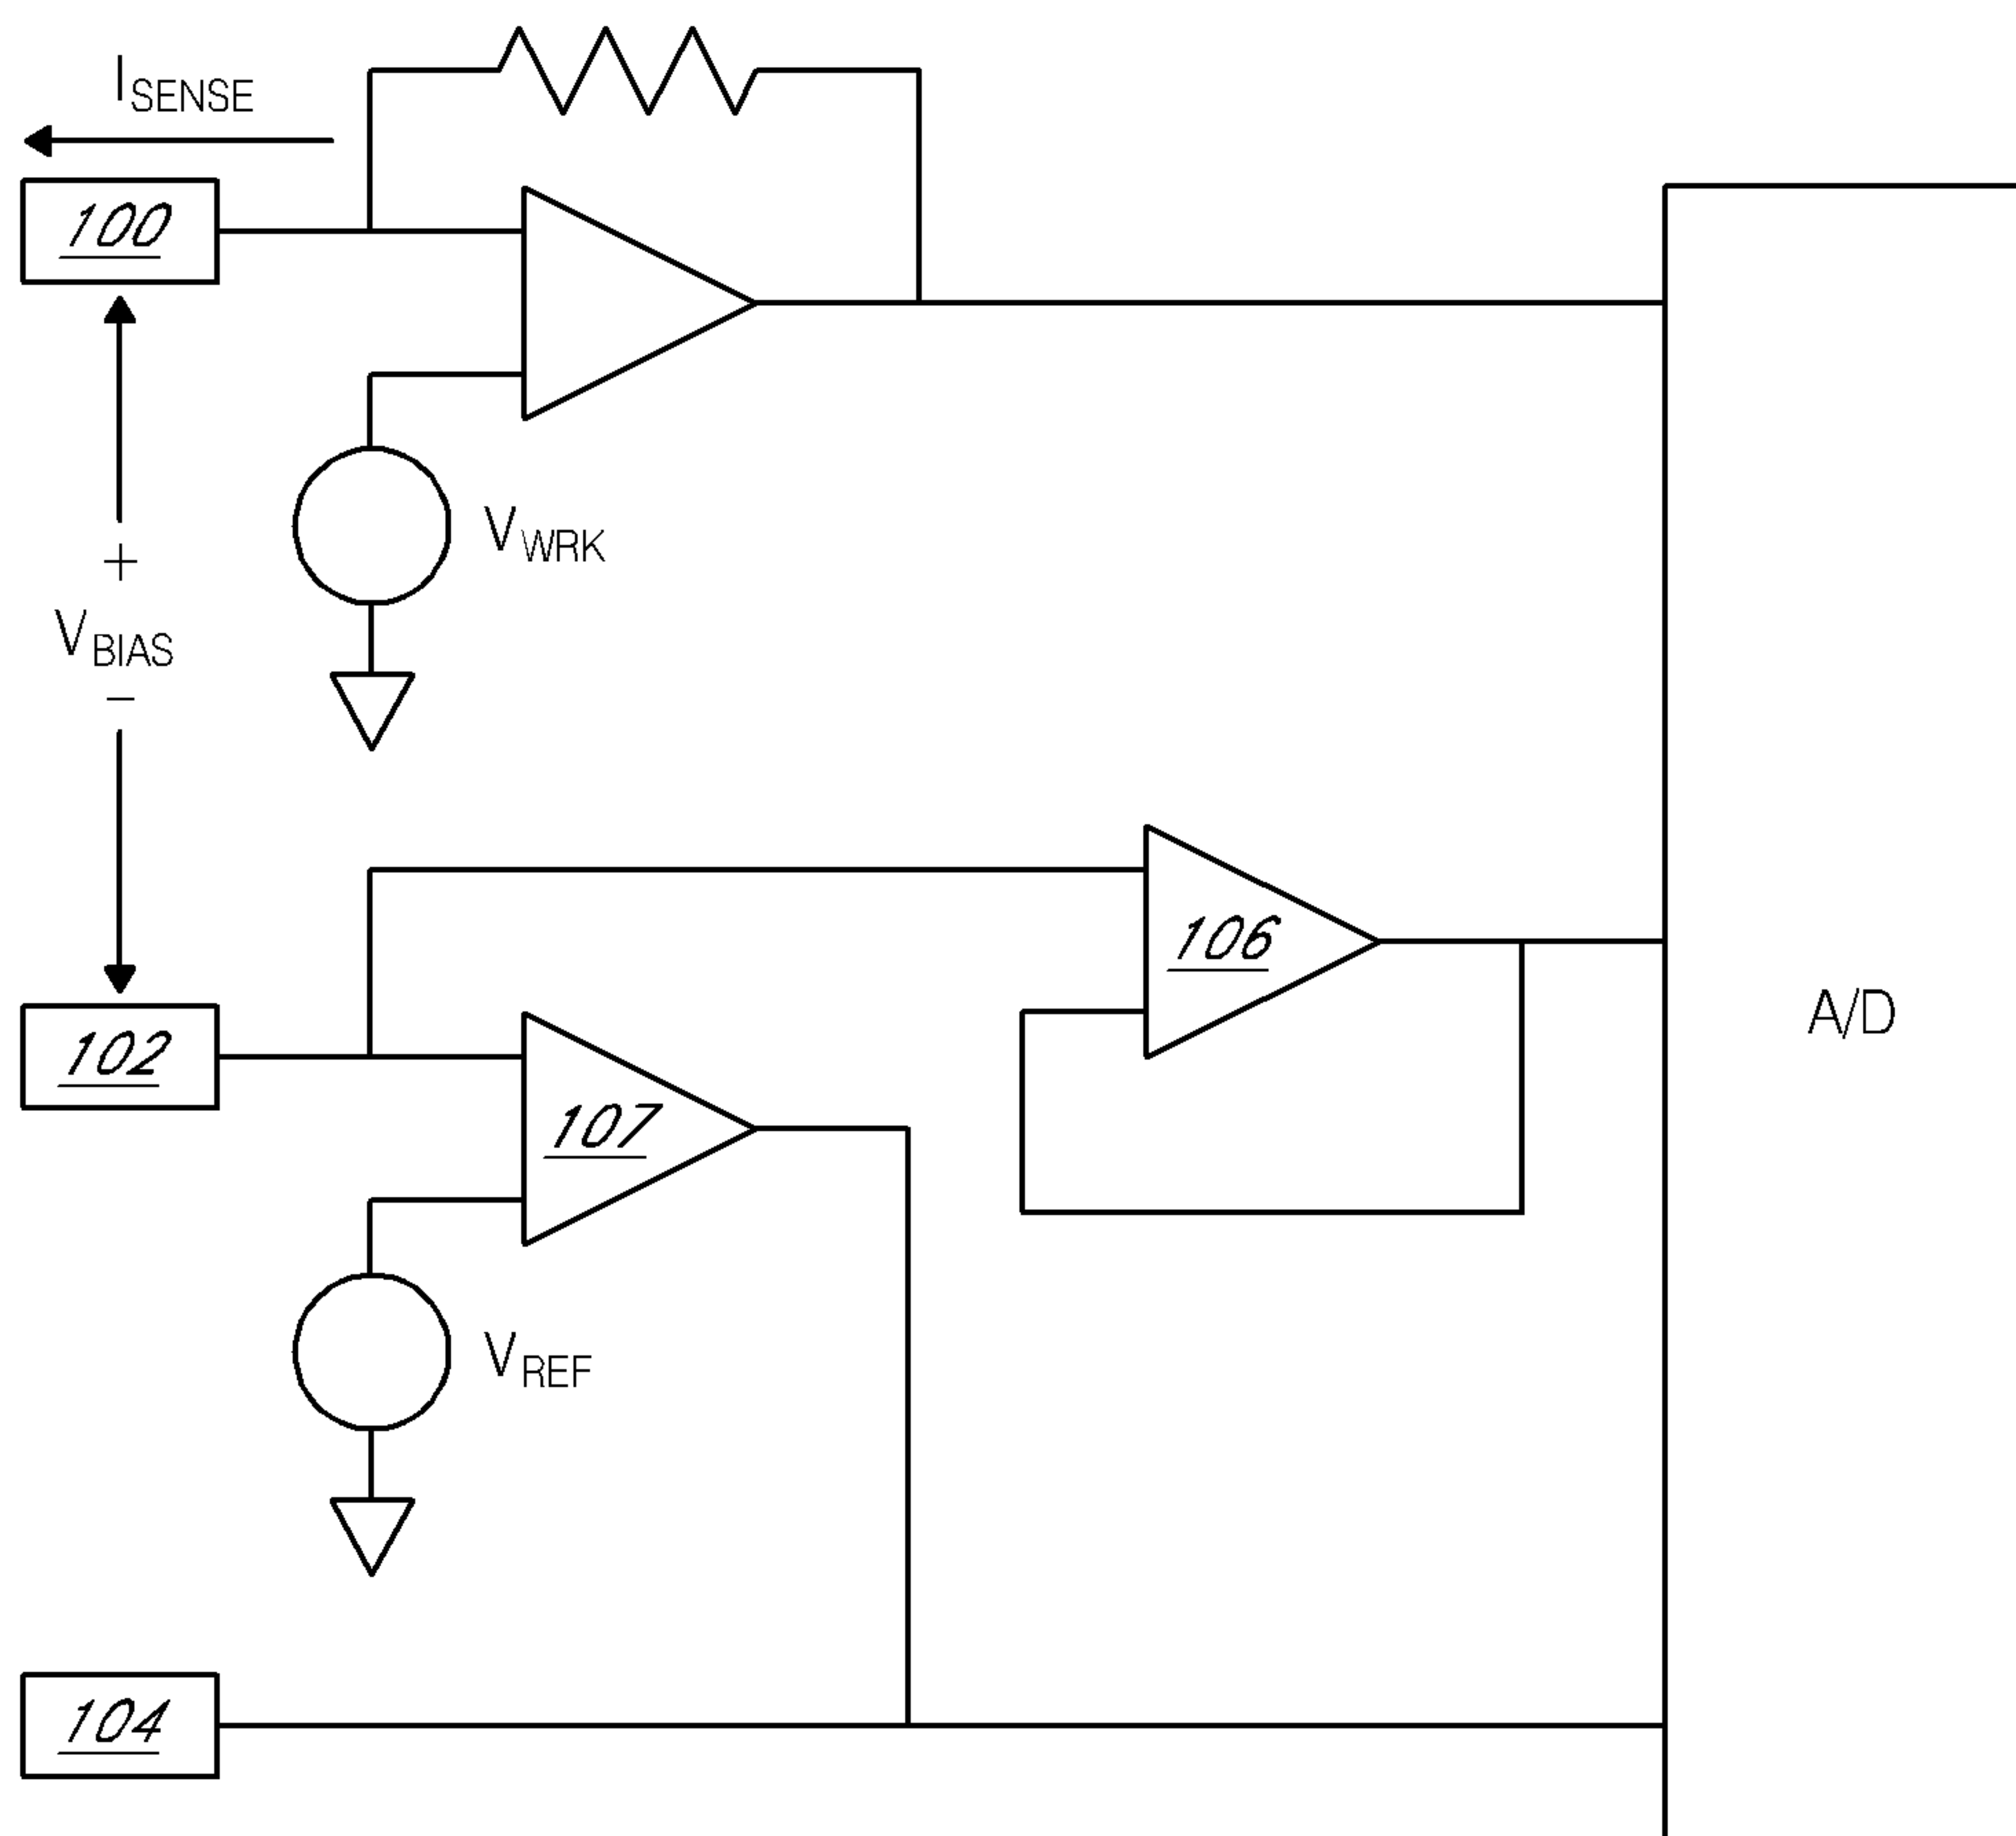 ISENSE
100
+
VWRK
VBIAS
−
106
A/D
102
107
VREF
104